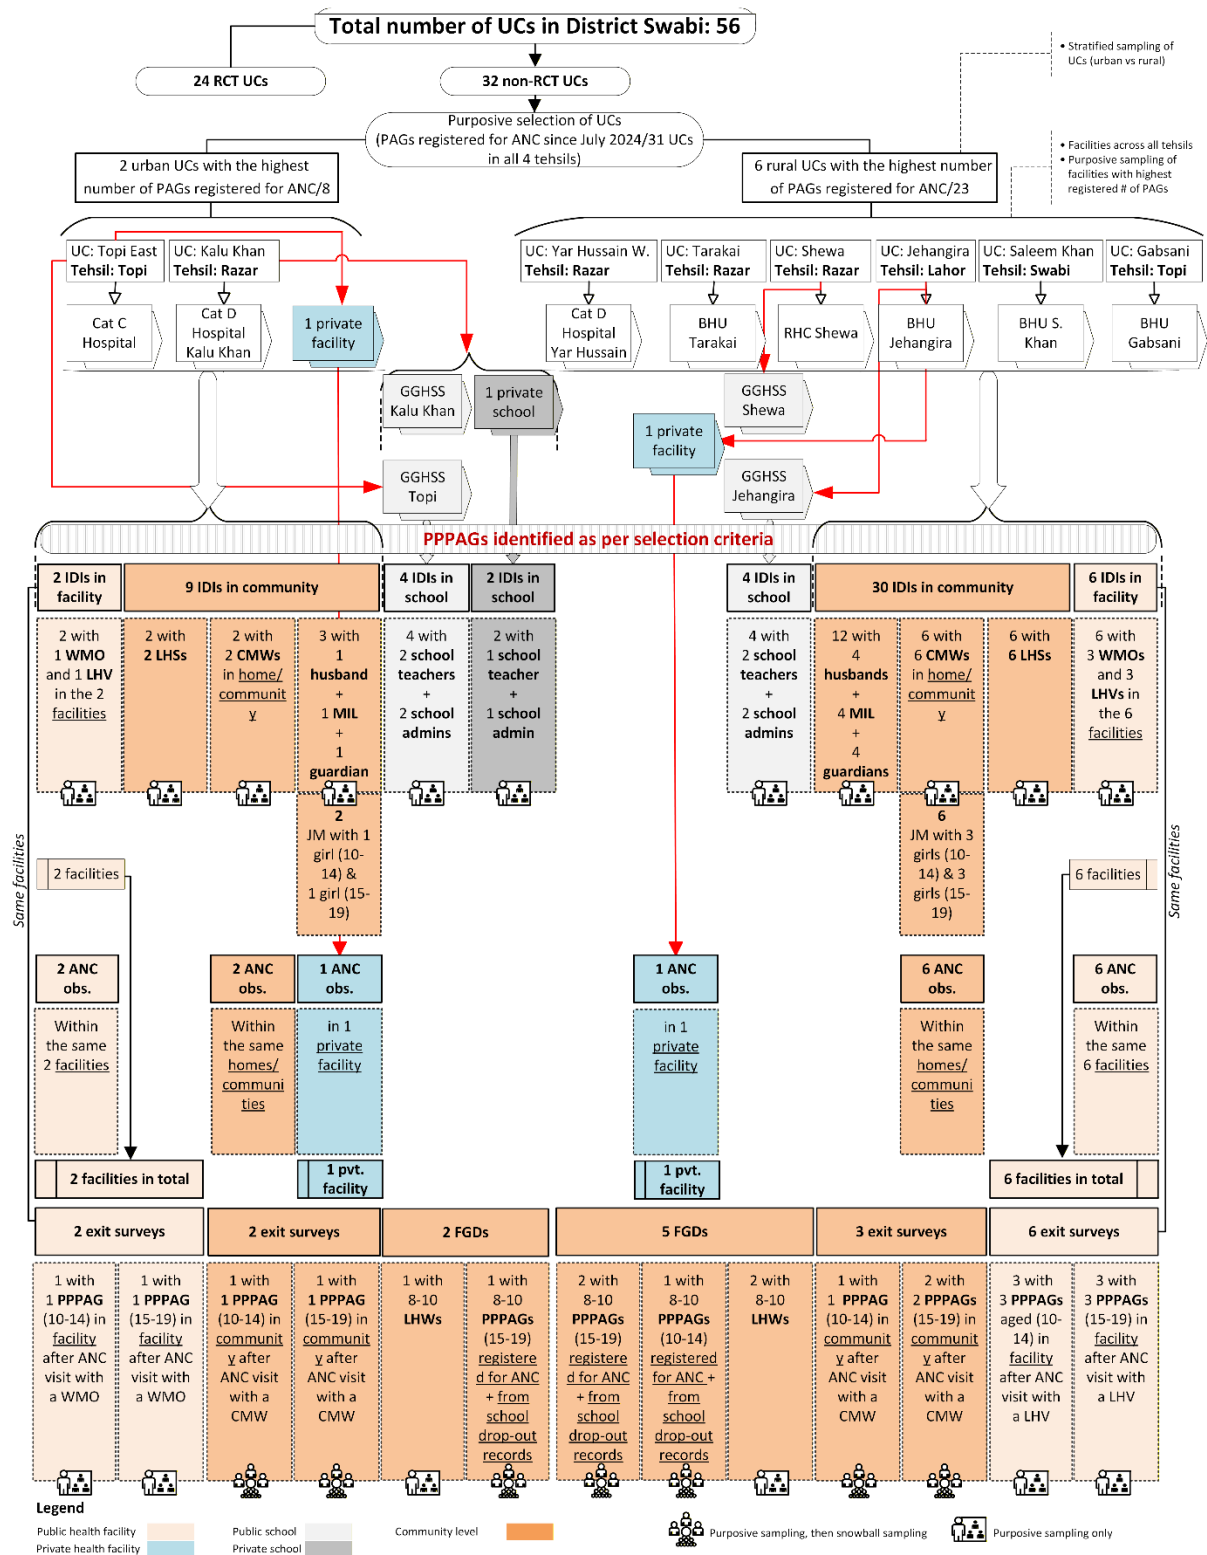 Total number of UCs in District Swabi: 56
24 RCT UCs
32 non-RCT UCs
• Stratified sampling of
UCs (urban vs rural)
Purposive selection of UCs
(PAGs registered for ANC since July 2024/31 UCs
in all 4 tehsils)
2 urban UCs with the highest
number of PAGs registered for ANC/8
6 rural UCs with the highest number
of PAGs registered for ANC/23
• Facilities across all tehsils
• Purposive sampling of
facilities with highest
registered # of PAGs
UC: Topi East
Tehsil: Topi
UC: Kalu Khan
Tehsil: Razar
UC: Yar Hussain W.
Tehsil: Razar
UC: Tarakai
Tehsil: Razar
UC: Shewa
Tehsil: Razar
UC: Jehangira
Tehsil: Lahor
UC: Saleem Khan
Tehsil: Swabi
UC: Gabsani
Tehsil: Topi
Cat C
Hospital
Cat D
Hospital
Kalu Khan
1 private
facility
Cat D
Hospital
Yar Hussain
BHU
Tarakai
RHC Shewa
BHU
Jehangira
BHU S.
Khan
BHU
Gabsani
GGHSS
Kalu Khan
1 private
school
GGHSS
Shewa
1 private
facility
GGHSS
Topi
GGHSS
Jehangira
PPPAGs identified as per selection criteria
2 IDIs in
facility
9 IDIs in community
4 IDIs in
school
2 IDIs in
school
4 IDIs in
school
30 IDIs in community
6 IDIs in
facility
2 with
1 WMO
and 1 LHV
in the 2
facilities
2 with
2 LHSs
2 with
2 CMWs
in home/
communit
y
3 with
1
husband
+
1 MIL
+
1
guardian
4 with
2 school
teachers
+
2 school
admins
2 with
1 school
teacher
+
1 school
admin
4 with
2 school
teachers
+
2 school
admins
12 with
4
husbands
+
4 MIL
+
4
guardians
6 with
6 CMWs
in home/
communit
y
6 with
6 LHSs
6 with
3 WMOs
and 3
LHVs in
the 6
facilities
2
JM with 1
girl (10-
14) &
1 girl (15-
19)
6
JM with 3
girls (10-
14) & 3
girls (15-
19)
Same facilities
2 facilities
6 facilities
Same facilities
2 ANC
obs.
2 ANC
obs.
1 ANC
obs.
1 ANC
obs.
6 ANC
obs.
6 ANC
obs.
Within
the same
2 facilities
Within
the same
homes/
communi
ties
in 1
private
facility
in 1
private
facility
Within
the same
homes/
communi
ties
Within
the same
6 facilities
2 facilities in total
1 pvt.
facility
1 pvt.
facility
6 facilities in total
2 exit surveys
2 exit surveys
2 FGDs
5 FGDs
3 exit surveys
6 exit surveys
1 with
1 PPPAG
(10-14) in
facility
after ANC
visit with
a WMO
1 with
1 PPPAG
(15-19) in
facility
after ANC
visit with
a WMO
1 with
1 PPPAG
(10-14) in
communit
y after
ANC visit
with a
CMW
1 with
1 PPPAG
(15-19) in
communit
y after
ANC visit
with a
CMW
1 with
8-10
LHWs
1 with
8-10
PPPAGs
(15-19)
registere
d for ANC
+ from
school
drop-out
records
2 with
8-10
PPPAGs
(15-19)
registere
d for ANC
+ from
school
drop-out
records
1 with
8-10
PPPAGs
(10-14)
registered
for ANC +
from
school
drop-out
records
2 with
8-10
LHWs
1 with
1 PPPAG
(10-14) in
communit
y after
ANC visit
with a
CMW
2 with
2 PPPAGs
(15-19) in
communit
y after
ANC visit
with a
CMW
3 with
3 PPPAGs
aged (10-
14) in
facility
after ANC
visit with
a LHV
3 with
3 PPPAGs
(15-19) in
facility
after ANC
visit with
a LHV
Legend
Public health facility
Private health facility
Public school
Private school
Community level
Purposive sampling, then snowball sampling
Purposive sampling only